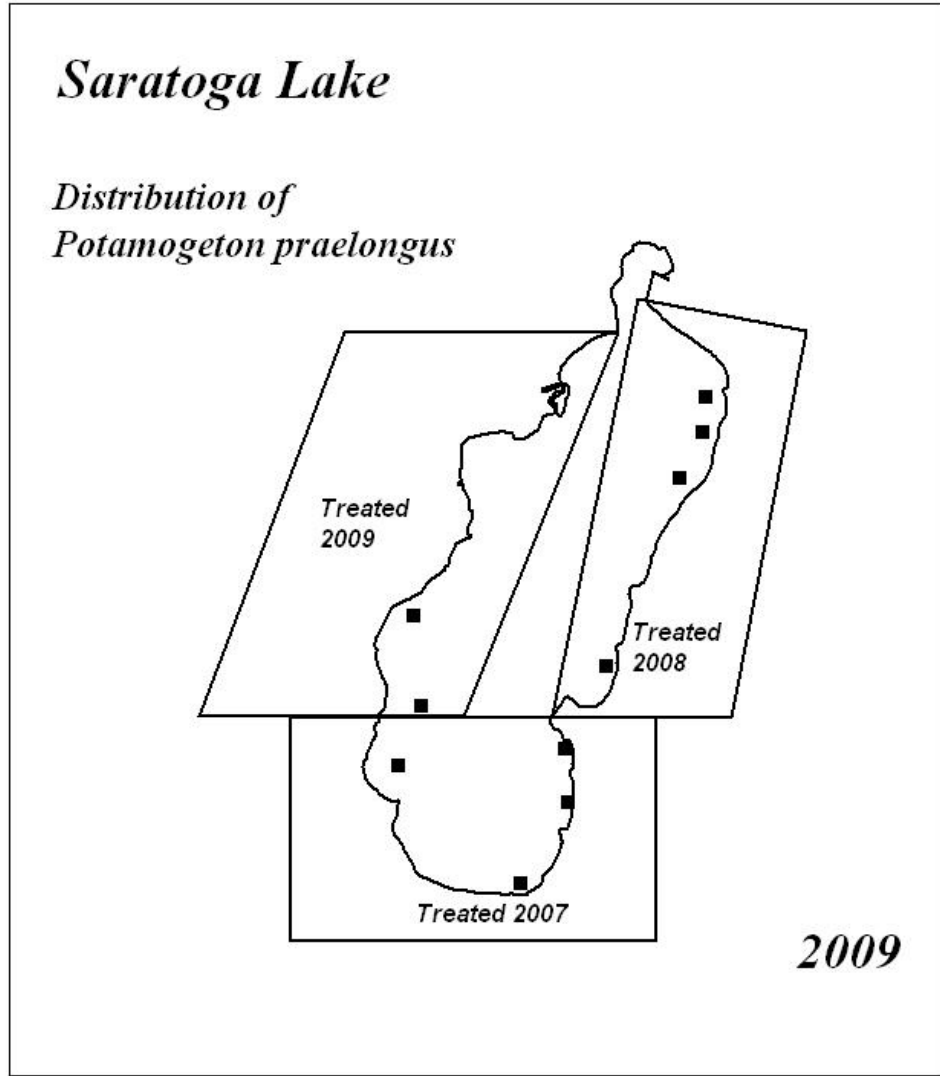 Saratoga Lake
Distribution of
Potamogeton praelongus
Treated
2009
Treated
2008
Treated 2007
2009